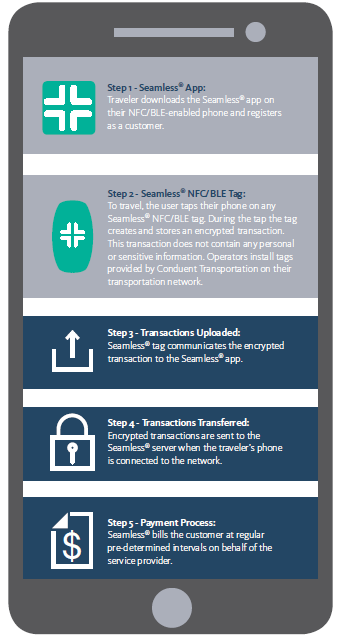 Step 1 - Seamless® App:
Traveler downloads the Seamless® app on
their NFC/BLE-enabled phone and registers
as a customer.
Step 2 - Seamless® NFC/BLE Tag:
To travel, the user taps their phone on any
Seamless® NFC/BLE tag. During the tap the tag
creates and stores an encrypted transaction.
This transaction does not contain any personal
or sensitive information. Operators install tags
provided by Conduent Transportation on their
transportation network.
Step 3 - Transactions Uploaded:
Seamless® tag communicates the encrypted
transaction to the Seamless® app.
Step 4 - Transactions Transferred:
Encrypted transactions are sent to the
Seamless® server when the traveler's phone
is connected to the network.
$
Step 5 - Payment Process:
Seamless® bills the customer at regular
pre-determined intervals on behalf of the
service provider.